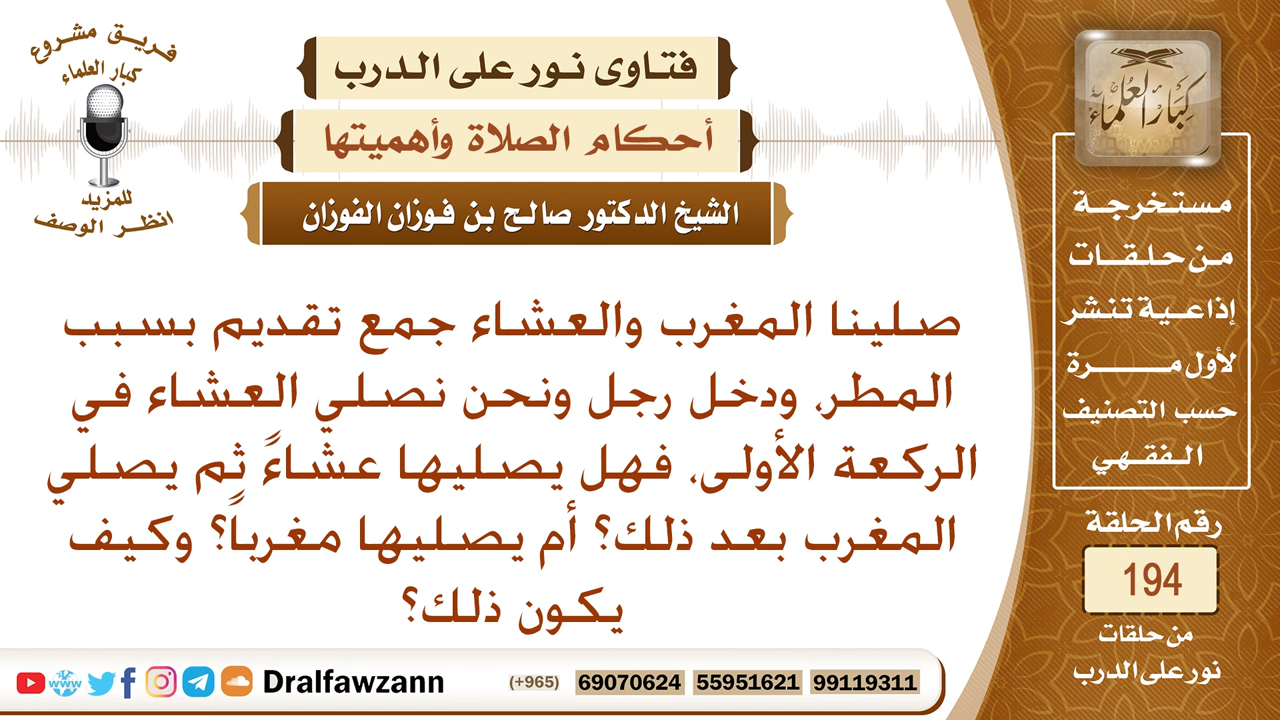 فريق مشروع
كبار العلماء
للمزيد
انظر الوصف
فتاوى نور على الدرب
أحكام الصلاة وأهميتها
الشيخ الدكتور صالح بن فوزان الفوزان
صلينا المغرب والعشاء جمع تقديم بسبب
المطر، ودخل رجل ونحن نصلي العشاء في
الركعة الأولى، فهل يصليها عشاءً ثم يصلي
المغرب بعد ذلك؟ أم يصليها مغرباً؟ وكيف
يكون ذلك؟
كبار العلماء
مستخرجة
من حلقات
إذاعية تنشر
لأول مرة
حسب التصنيف
الفقهي
رقم الحلقة
194
من حلقات
نور على الدرب
www
Dralfawzann
(+965) 69070624 55951621 99119311